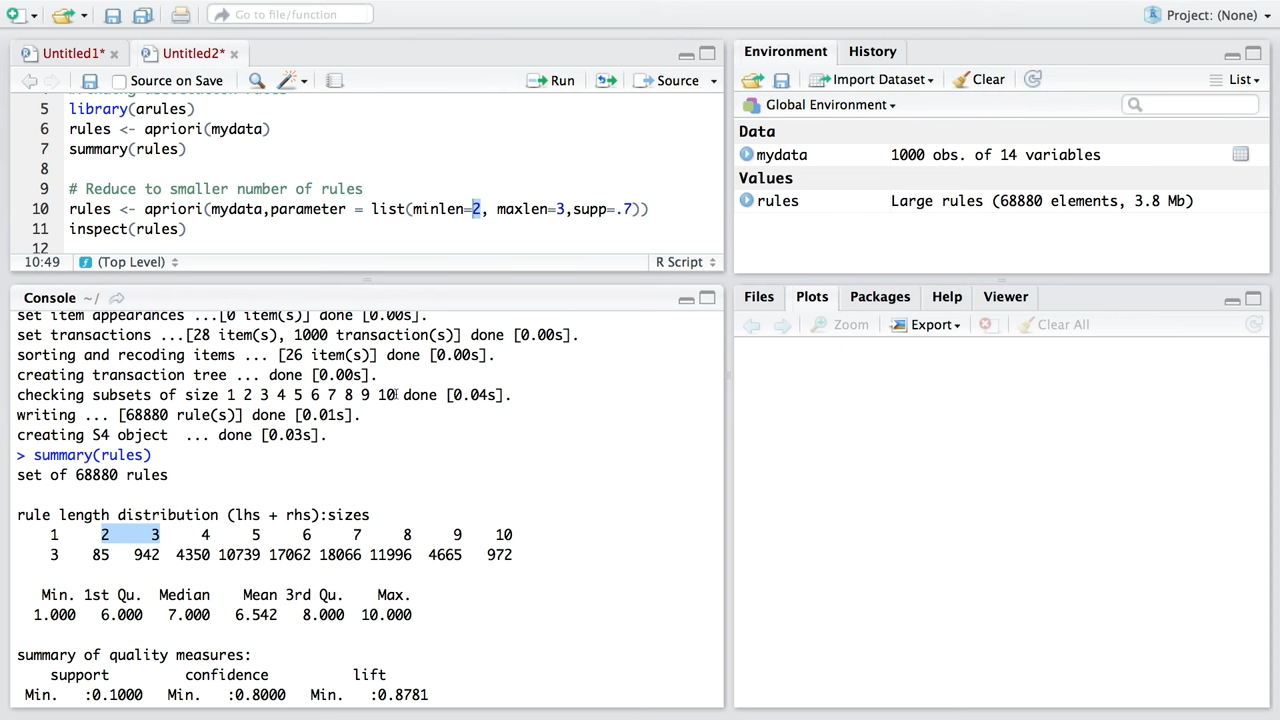 Go to file/function
Project: (None)
Untitled1*
Untitled2*
Source on Save
Run
Source
5 library(arules)
6 rules <- apriori(mydata)
7 summary(rules)
8
9 # Reduce to smaller number of rules
10 rules <- apriori(mydata,parameter = list(minlen=2, maxlen=3,supp=.7))
11 inspect(rules)
12
10:49 (Top Level) R Script
Console ~/
set item appearances ...[0 item(s)] done [0.00s].
set transactions ...[28 item(s), 1000 transaction(s)] done [0.00s].
sorting and recoding items ... [26 item(s)] done [0.00s].
creating transaction tree ... done [0.00s].
checking subsets of size 1 2 3 4 5 6 7 8 9 10 done [0.04s].
writing ... [68880 rule(s)] done [0.01s].
creating S4 object  ... done [0.03s].
> summary(rules)
set of 68880 rules
rule length distribution (lhs + rhs):sizes
1 2 3 4 5 6 7 8 9 10
3 85 942 4350 10739 17062 18066 11996 4665 972
Min. 1st Qu. Median Mean 3rd Qu. Max.
1.000 6.000 7.000 6.542 8.000 10.000
summary of quality measures:
support confidence lift
Min. :0.1000 Min. :0.8000 Min. :0.8781
Environment History
Import Dataset Clear List
Global Environment
Data
mydata 1000 obs. of 14 variables
Values
rules Large rules (68880 elements, 3.8 Mb)
Files Plots Packages Help Viewer
Zoom Export Clear All